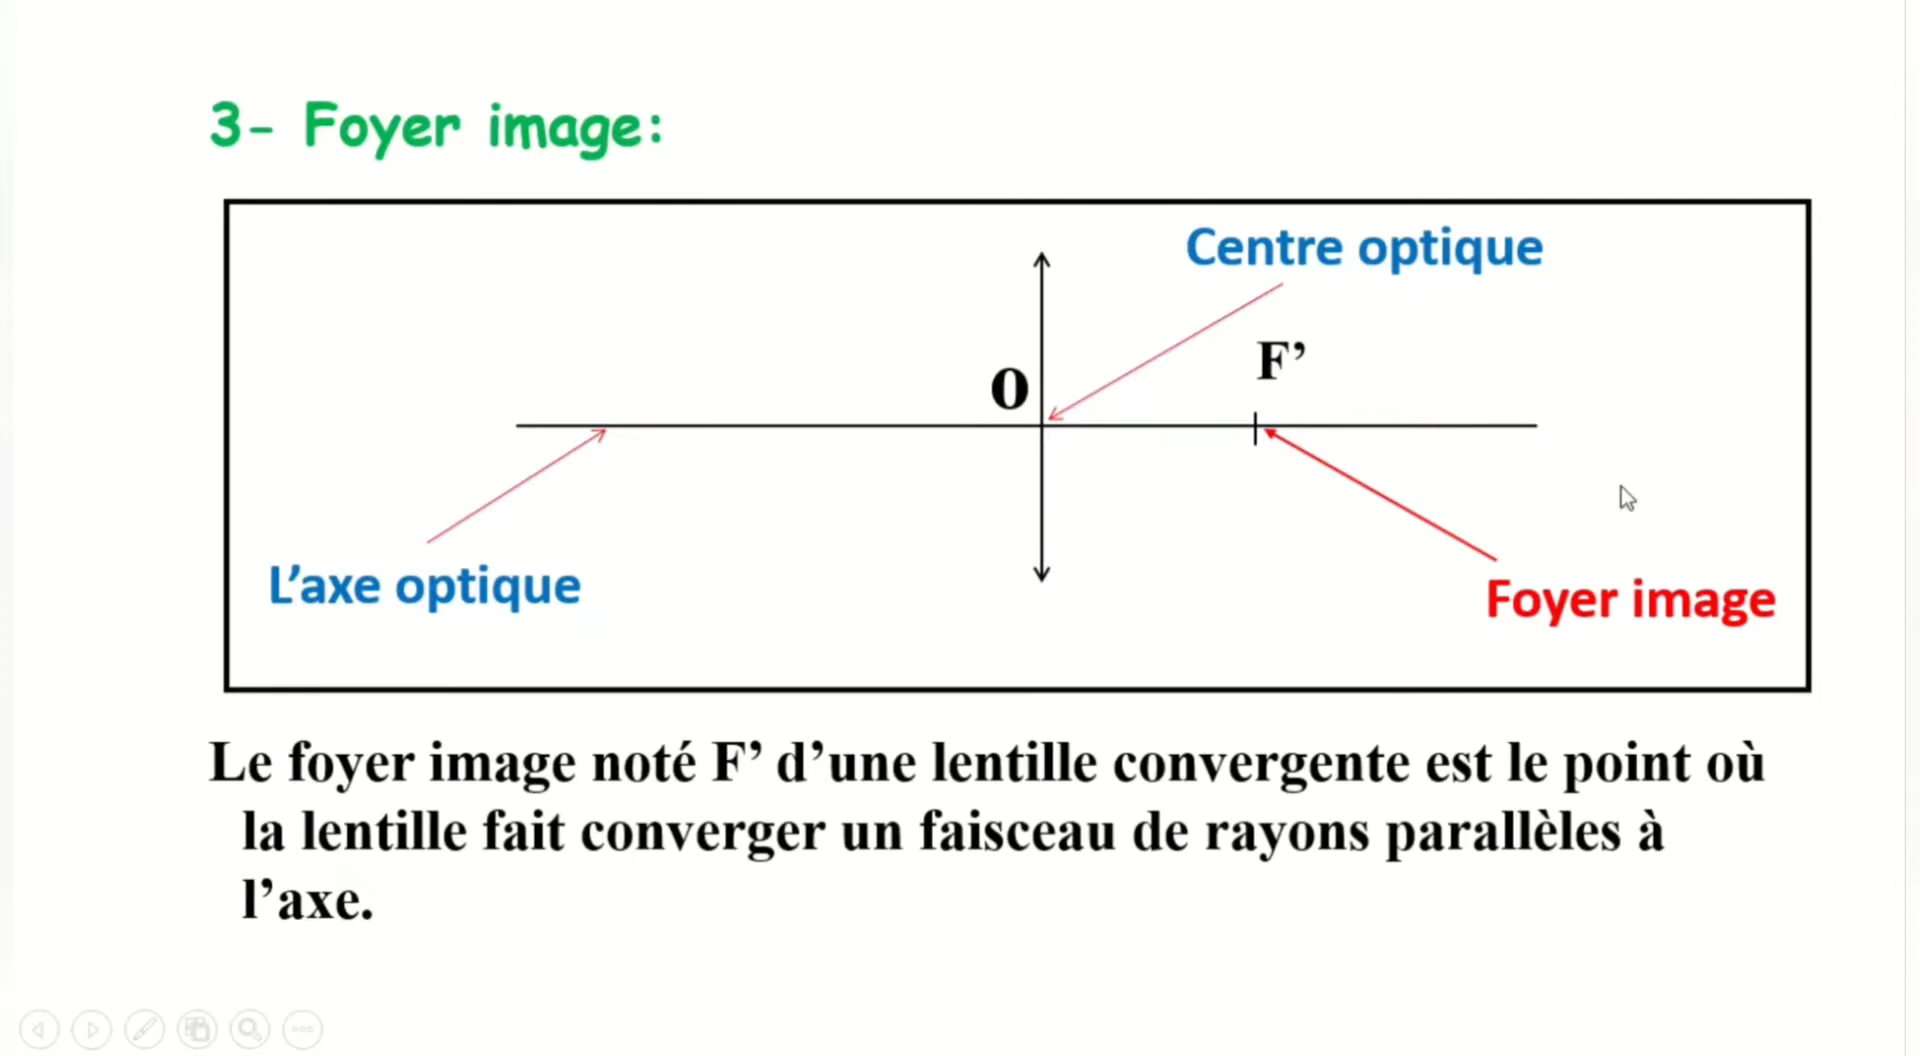 3- Foyer image:
Centre optique
F’
O
L’axe optique
Foyer image
Le foyer image noté F’ d’une lentille convergente est le point où
la lentille fait converger un faisceau de rayons parallèles à
l’axe.